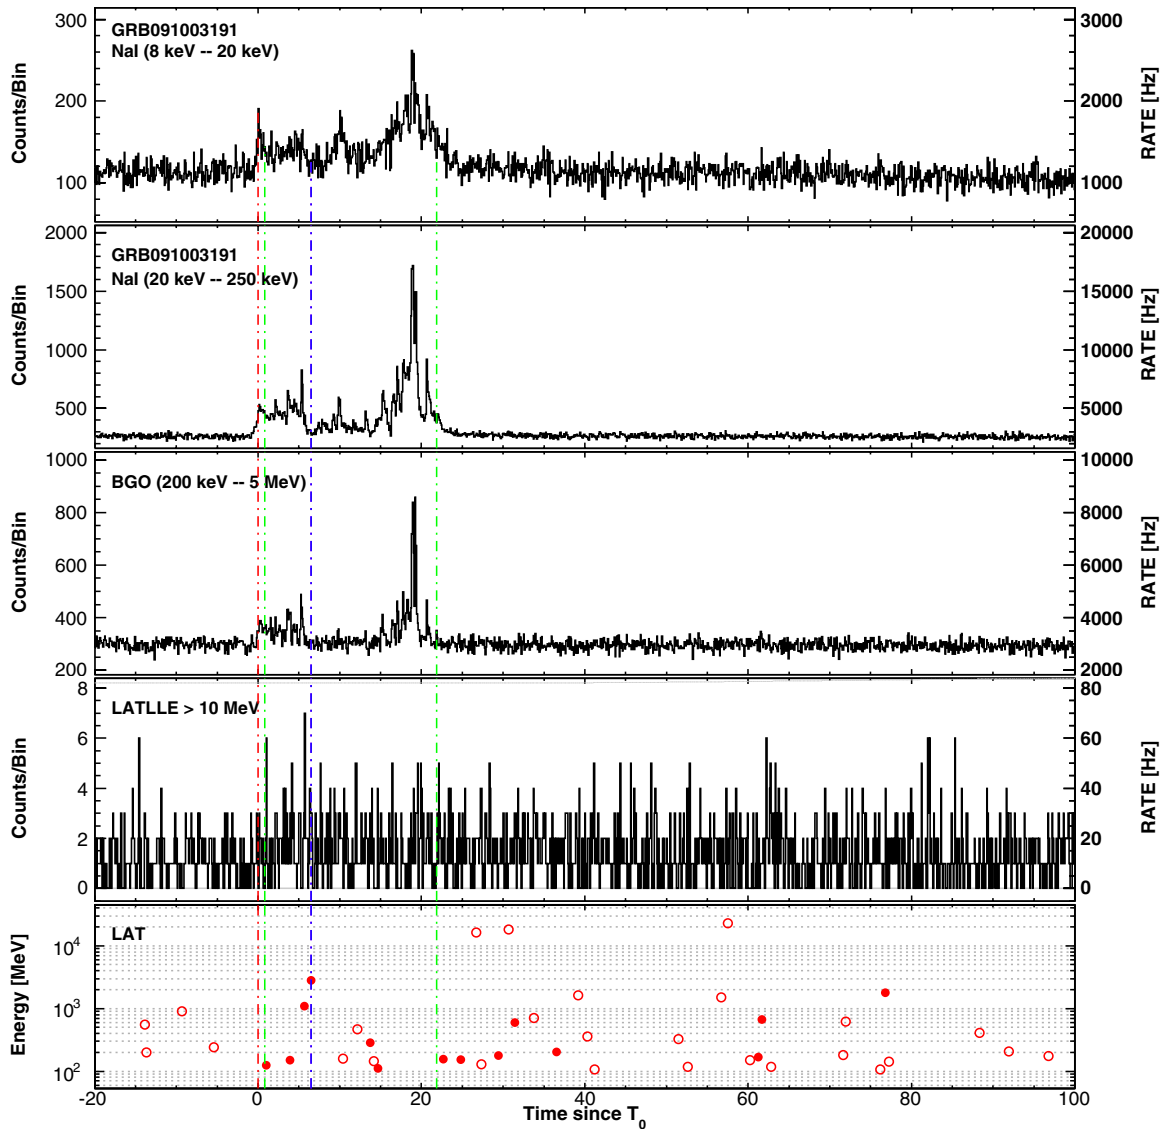 300
200
100
Counts/Bin
GRB091003191
NaI (8 keV -- 20 keV)
3000
2000
1000
RATE [Hz]
2000
1500
1000
500
Counts/Bin
GRB091003191
NaI (20 keV -- 250 keV)
20000
15000
10000
5000
RATE [Hz]
1000
800
600
400
200
Counts/Bin
BGO (200 keV -- 5 MeV)
10000
8000
6000
4000
2000
RATE [Hz]
8
6
4
2
0
Counts/Bin
LATLLE > 10 MeV
80
60
40
20
0
RATE [Hz]
10^4
10^3
10^2
Energy [MeV]
LAT
-20 0 20 40 60 80 100
Time since T_0